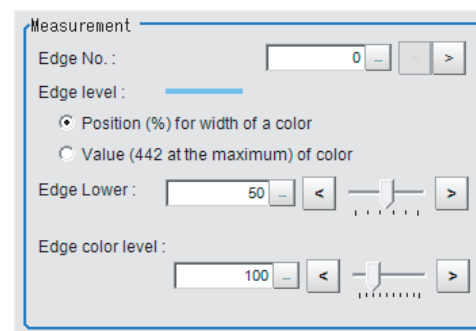 Measurement
Edge No. : 0 ... < >
Edge level :
Position (%) for width of a color
Value (442 at the maximum) of color
Edge Lower : 50 ... < >
Edge color level :
100 ... < >